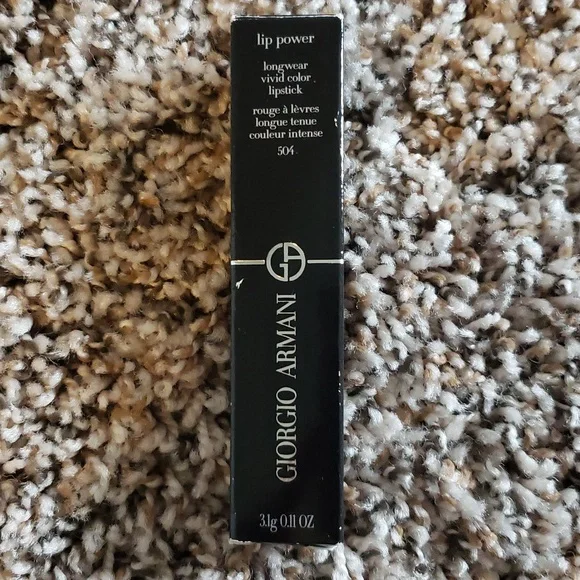 lip power
longwear
vivid color
lipstick
rouge à lèvres
longue tenue
couleur intense
504
GA
GIORGIO ARMANI
3.1g 0.11 OZ